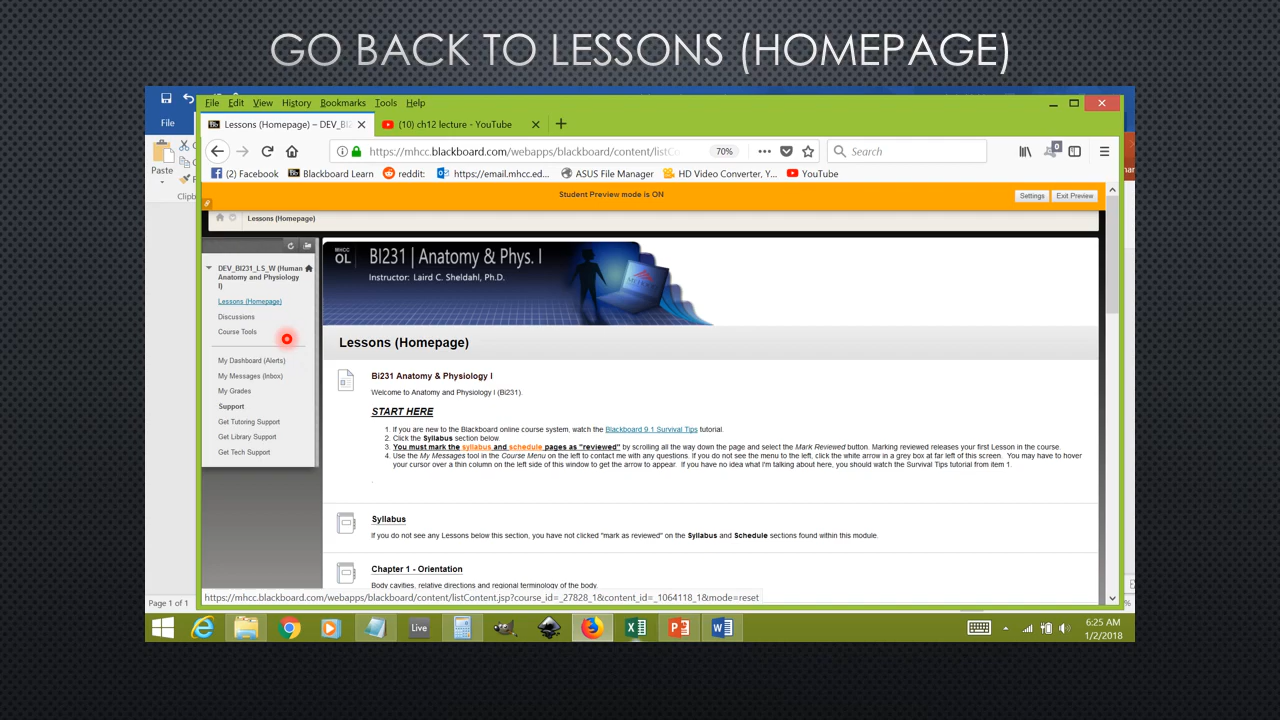 GO BACK TO LESSONS (HOMEPAGE)
File
Paste
Clipb
Page 1 of 1
File Edit View History Bookmarks Tools Help
Lessons (Homepage) – DEV_BI2
(10) ch12 lecture - YouTube
https://mhcc.blackboard.com/webapps/blackboard/content/listC
70%
Search
0
(2) Facebook
Blackboard Learn
reddit:
https://email.mhcc.ed...
ASUS File Manager
HD Video Converter, Y...
YouTube
Student Preview mode is ON
Settings
Exit Preview
Lessons (Homepage)
DEV_BI231_LS_W (Human
Anatomy and Physiology
I)
Lessons (Homepage)
Discussions
Course Tools
My Dashboard (Alerts)
My Messages (Inbox)
My Grades
Support
Get Tutoring Support
Get Library Support
Get Tech Support
MHCC
OL
BI231 | Anatomy & Phys. I
Instructor: Laird C. Sheldahl, Ph.D.
Lessons (Homepage)
Bi231 Anatomy & Physiology I
Welcome to Anatomy and Physiology I (Bi231).
START HERE
1. If you are new to the Blackboard online course system, watch the Blackboard 9.1 Survival Tips tutorial.
2. Click the Syllabus section below.
3. You must mark the syllabus and schedule pages as "reviewed" by scrolling all the way down the page and select the Mark Reviewed button. Marking reviewed releases your first Lesson in the course.
4. Use the My Messages tool in the Course Menu on the left to contact me with any questions. If you do not see the menu to the left, click the white arrow in a grey box at far left of this screen. You may have to hover
your cursor over a thin column on the left side of this window to get the arrow to appear. If you have no idea what I'm talking about here, you should watch the Survival Tips tutorial from item 1.
Syllabus
If you do not see any Lessons below this section, you have not clicked "mark as reviewed" on the Syllabus and Schedule sections found within this module.
Chapter 1 - Orientation
Body cavities, relative directions and regional terminology of the body.
https://mhcc.blackboard.com/webapps/blackboard/content/listContent.jsp?course_id=_27828_1&content_id=_1064118_1&mode=reset
Live
6:25 AM
1/2/2018